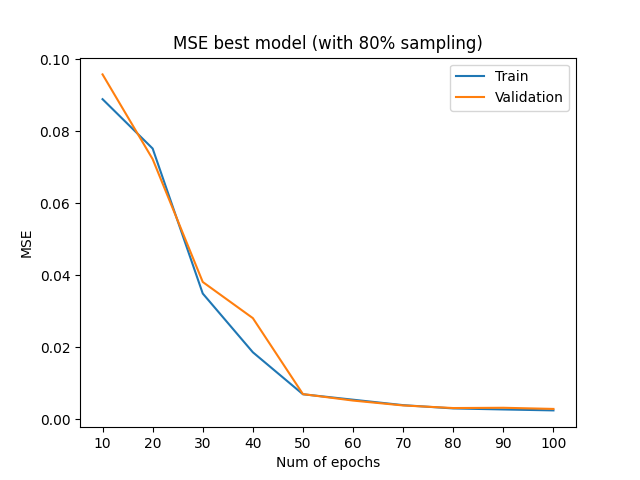 MSE best model (with 80% sampling)
Train
Validation
MSE
0.10
0.08
0.06
0.04
0.02
0.00
10 20 30 40 50 60 70 80 90 100
Num of epochs